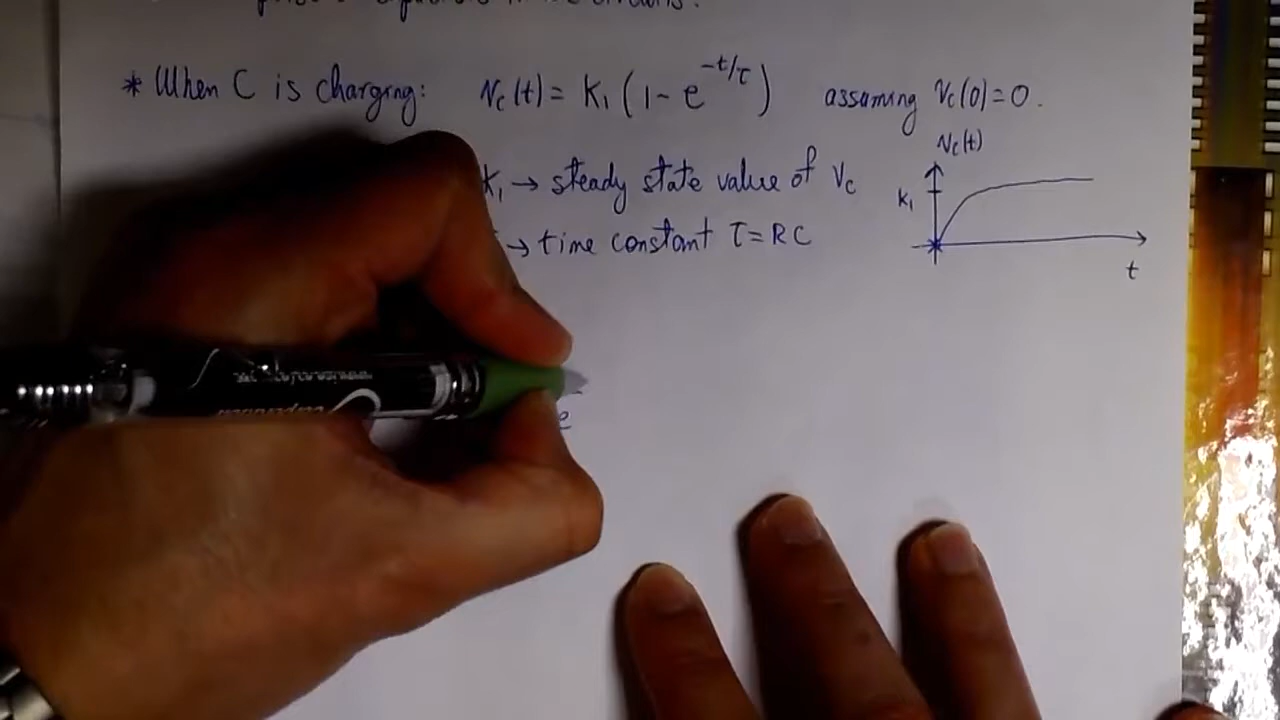 * When C is charging: Vc(t) = K₁ (1 - e^(-t/τ)) assuming Vc(0)=0.
K₁ → steady state value of Vc
→ time constant τ=RC
Vc(t)
K₁
t
e